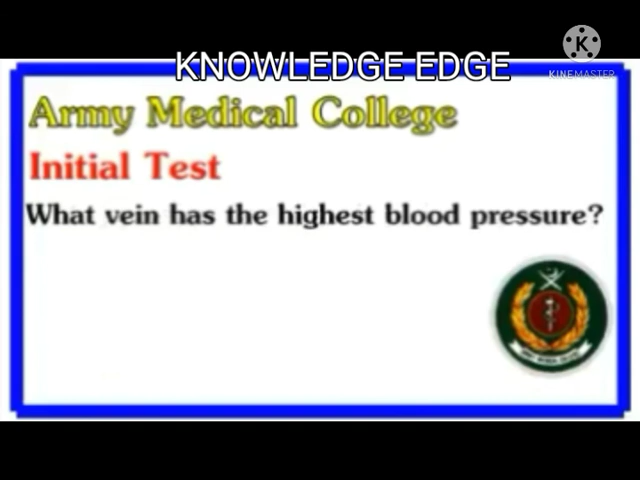 KNOWLEDGE EDGE
KINEMASTER
Army Medical College
Initial Test
What vein has the highest blood pressure?